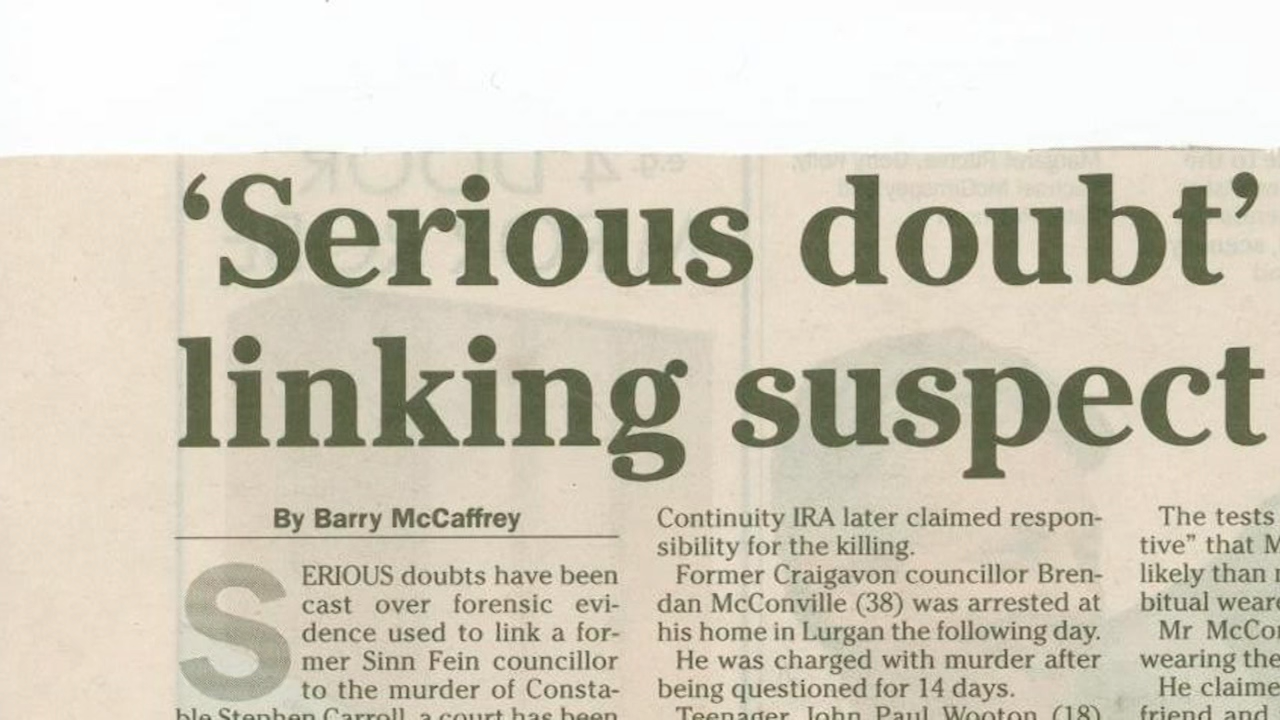 ‘Serious doubt’
linking suspect
By Barry McCaffrey
SERIOUS doubts have been
cast over forensic evi-
dence used to link a for-
mer Sinn Fein councillor
to the murder of Consta-
ble Stephen Carroll, a court has been
Continuity IRA later claimed respon-
sibility for the killing.
Former Craigavon councillor Bren-
dan McConville (38) was arrested at
his home in Lurgan the following day.
He was charged with murder after
being questioned for 14 days.
Teenager John Paul Wooton (18)
The tests
tive” that M
likely than
bitual wear
Mr McCo
wearing the
He claime
friend and